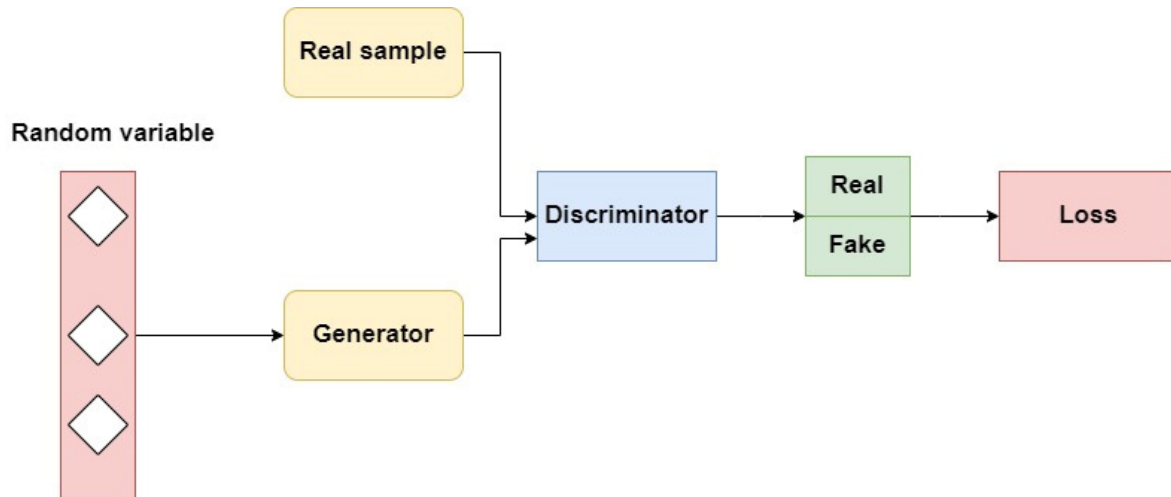 Real sample
Random variable
Discriminator
Real
Fake
Loss
Generator